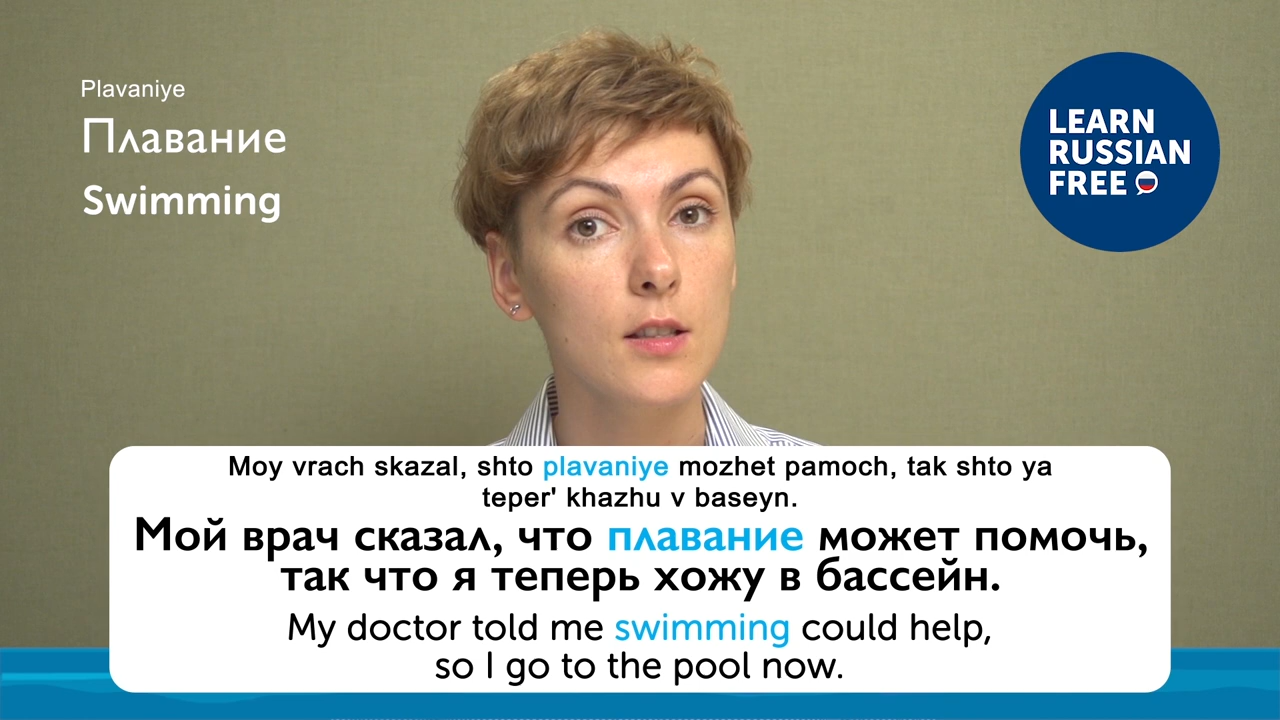 Plavaniye
Плавание
Swimming
LEARN
RUSSIAN
FREE
Moy vrach skazal, shto plavaniye mozhet pamoch, tak shto ya
teper' khazhu v baseyn.
Мой врач сказал, что плавание может помочь,
так что я теперь хожу в бассейн.
My doctor told me swimming could help,
so I go to the pool now.